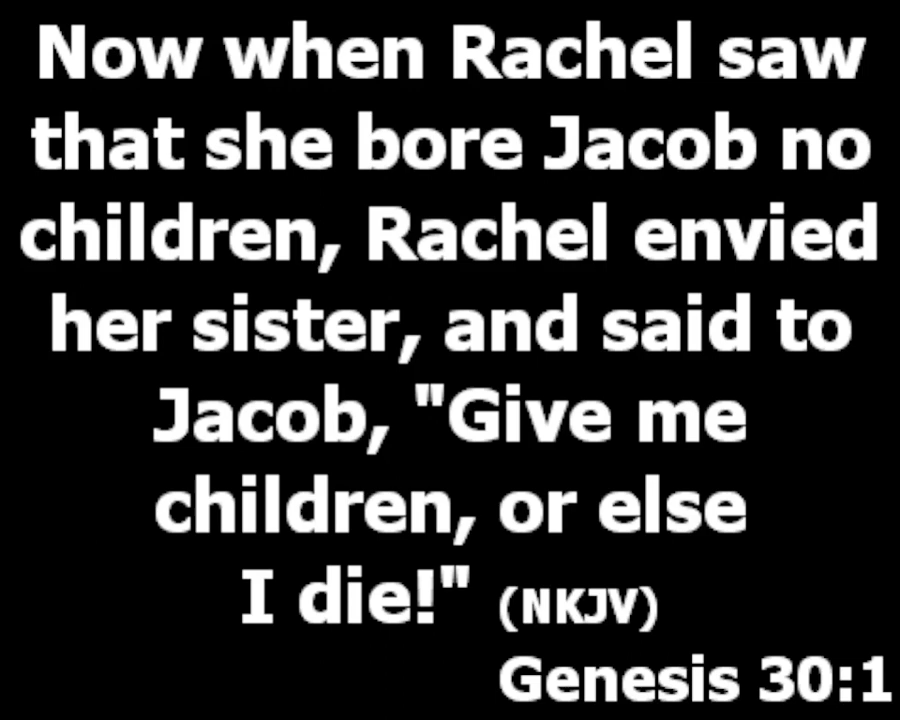 Now when Rachel saw
that she bore Jacob no
children, Rachel envied
her sister, and said to
Jacob, "Give me
children, or else
I die!" (NKJV)
Genesis 30:1